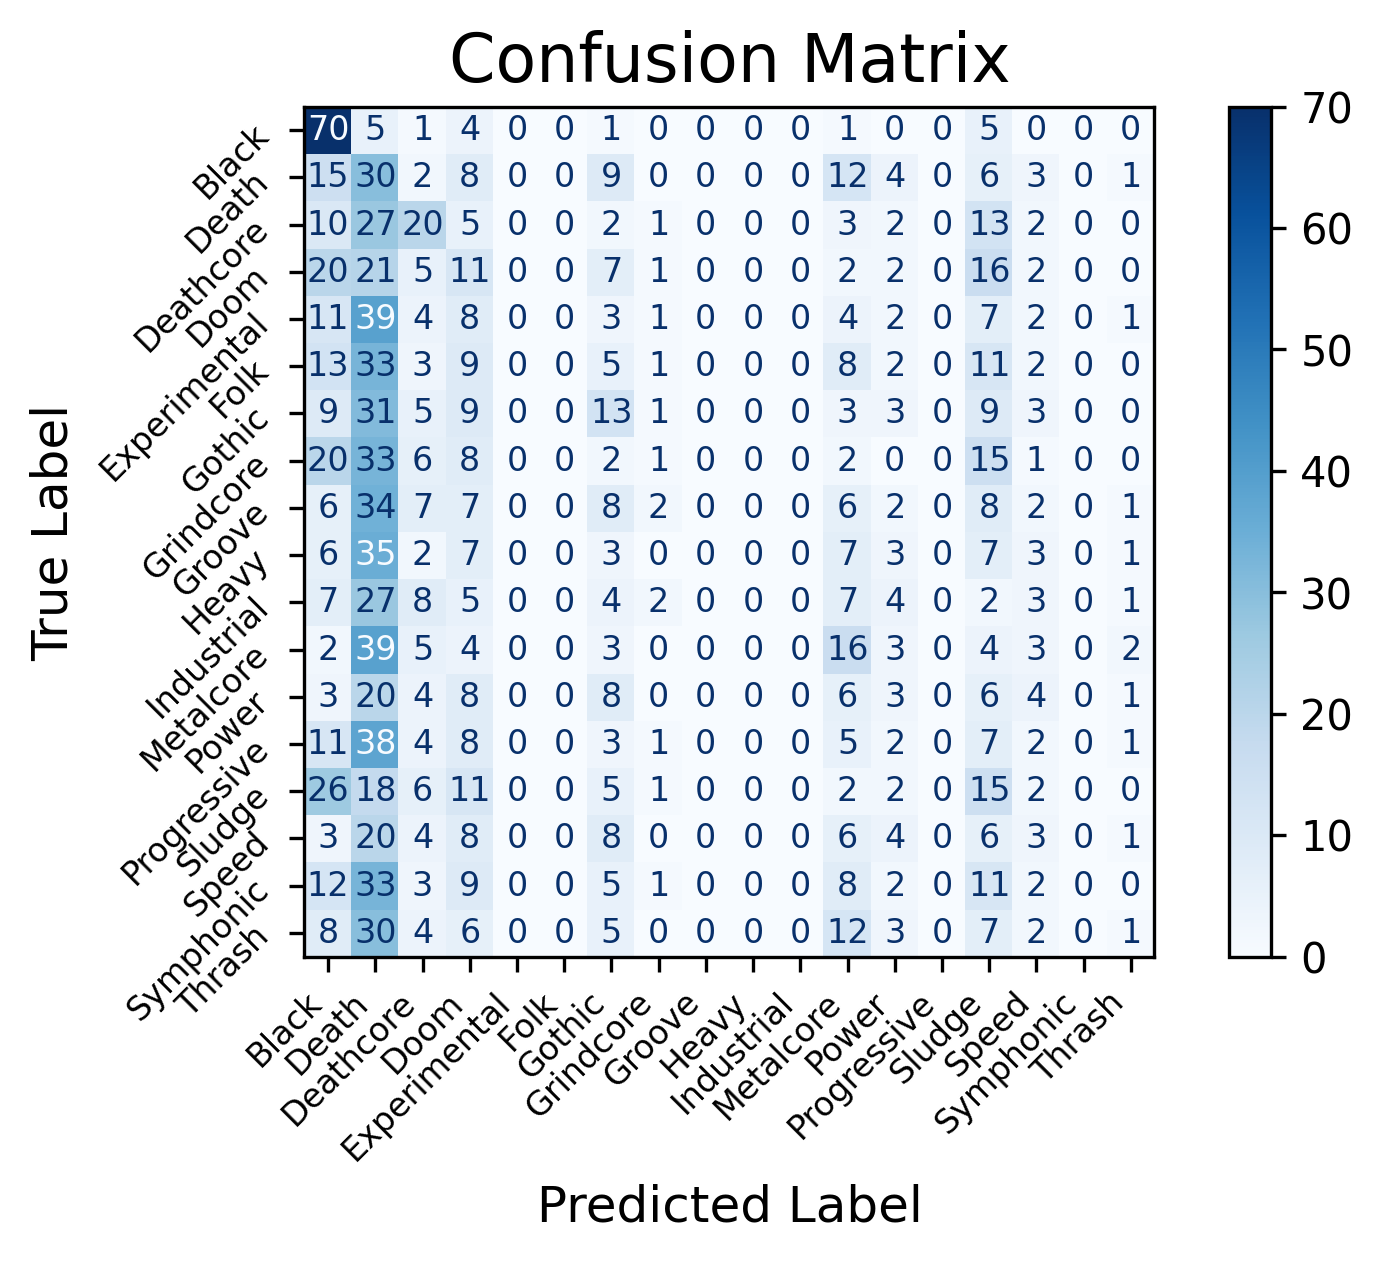 Confusion Matrix
Black 70 5 1 4 0 0 1 0 0 0 0 1 0 0 5 0 0 0
Death 15 30 2 8 0 0 9 0 0 0 0 12 4 0 6 3 0 1
Deathcore 10 27 20 5 0 0 2 1 0 0 0 3 2 0 13 2 0 0
Doom 20 21 5 11 0 0 7 1 0 0 0 2 2 0 16 2 0 0
Experimental 11 39 4 8 0 0 3 1 0 0 0 4 2 0 7 2 0 1
Folk 13 33 3 9 0 0 5 1 0 0 0 8 2 0 11 2 0 0
Gothic 9 31 5 9 0 0 13 1 0 0 0 3 3 0 9 3 0 0
Grindcore 20 33 6 8 0 0 2 1 0 0 0 2 0 0 15 1 0 0
Groove 6 34 7 7 0 0 8 2 0 0 0 6 2 0 8 2 0 1
Heavy 6 35 2 7 0 0 3 0 0 0 0 7 3 0 7 3 0 1
Industrial 7 27 8 5 0 0 4 2 0 0 0 7 4 0 2 3 0 1
Metalcore 2 39 5 4 0 0 3 0 0 0 0 16 3 0 4 3 0 2
Power 3 20 4 8 0 0 8 0 0 0 0 6 3 0 6 4 0 1
Progressive 11 38 4 8 0 0 3 1 0 0 0 5 2 0 7 2 0 1
Sludge 26 18 6 11 0 0 5 1 0 0 0 2 2 0 15 2 0 0
Speed 3 20 4 8 0 0 8 0 0 0 0 6 4 0 6 3 0 1
Symphonic 12 33 3 9 0 0 5 1 0 0 0 8 2 0 11 2 0 0
Thrash 8 30 4 6 0 0 5 0 0 0 0 12 3 0 7 2 0 1
True Label
Black Death Deathcore Doom Experimental Folk Gothic Grindcore Groove Heavy Industrial Metalcore Power Progressive Sludge Speed Symphonic Thrash
Predicted Label
70
60
50
40
30
20
10
0